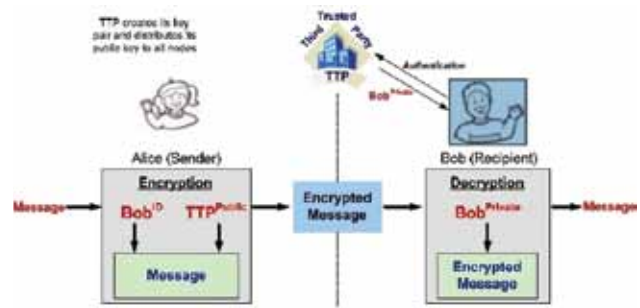 TTP creates its key
pair and distributes its
public key to all nodes
Third Trusted Party
TTP
Authentication
Bob^Private
Alice (Sender)
Bob (Recipient)
Encryption
Decryption
Message
Bob^ID TTP^Public
Encrypted
Message
Bob^Private
Message
Message
Encrypted
Message